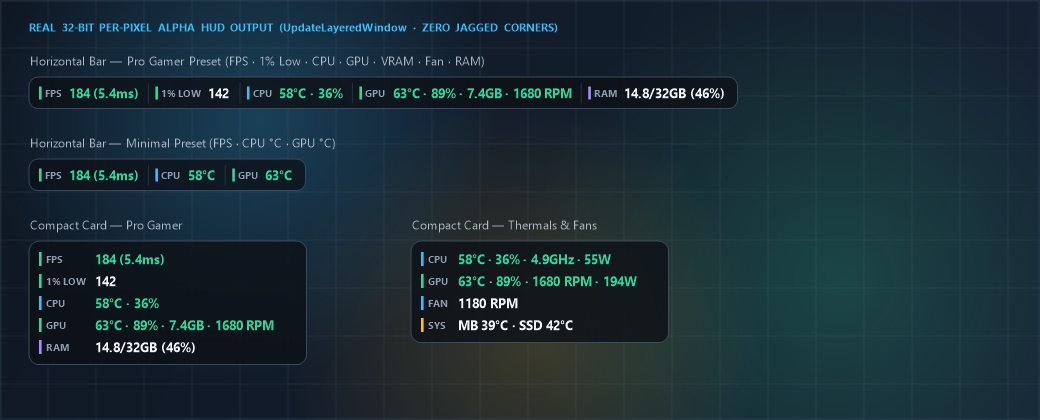 REAL 32-BIT PER-PIXEL ALPHA HUD OUTPUT (UpdateLayeredWindow · ZERO JAGGED CORNERS)
Horizontal Bar — Pro Gamer Preset (FPS · 1% Low · CPU · GPU · VRAM · Fan · RAM)
FPS 184 (5.4ms) 1% LOW 142 CPU 58°C · 36% GPU 63°C · 89% · 7.4GB · 1680 RPM RAM 14.8/32GB (46%)
Horizontal Bar — Minimal Preset (FPS · CPU °C · GPU °C)
FPS 184 (5.4ms) CPU 58°C GPU 63°C
Compact Card — Pro Gamer
FPS 184 (5.4ms)
1% LOW 142
CPU 58°C · 36%
GPU 63°C · 89% · 7.4GB · 1680 RPM
RAM 14.8/32GB (46%)
Compact Card — Thermals & Fans
CPU 58°C · 36% · 4.9GHz · 55W
GPU 63°C · 89% · 1680 RPM · 194W
FAN 1180 RPM
SYS MB 39°C · SSD 42°C